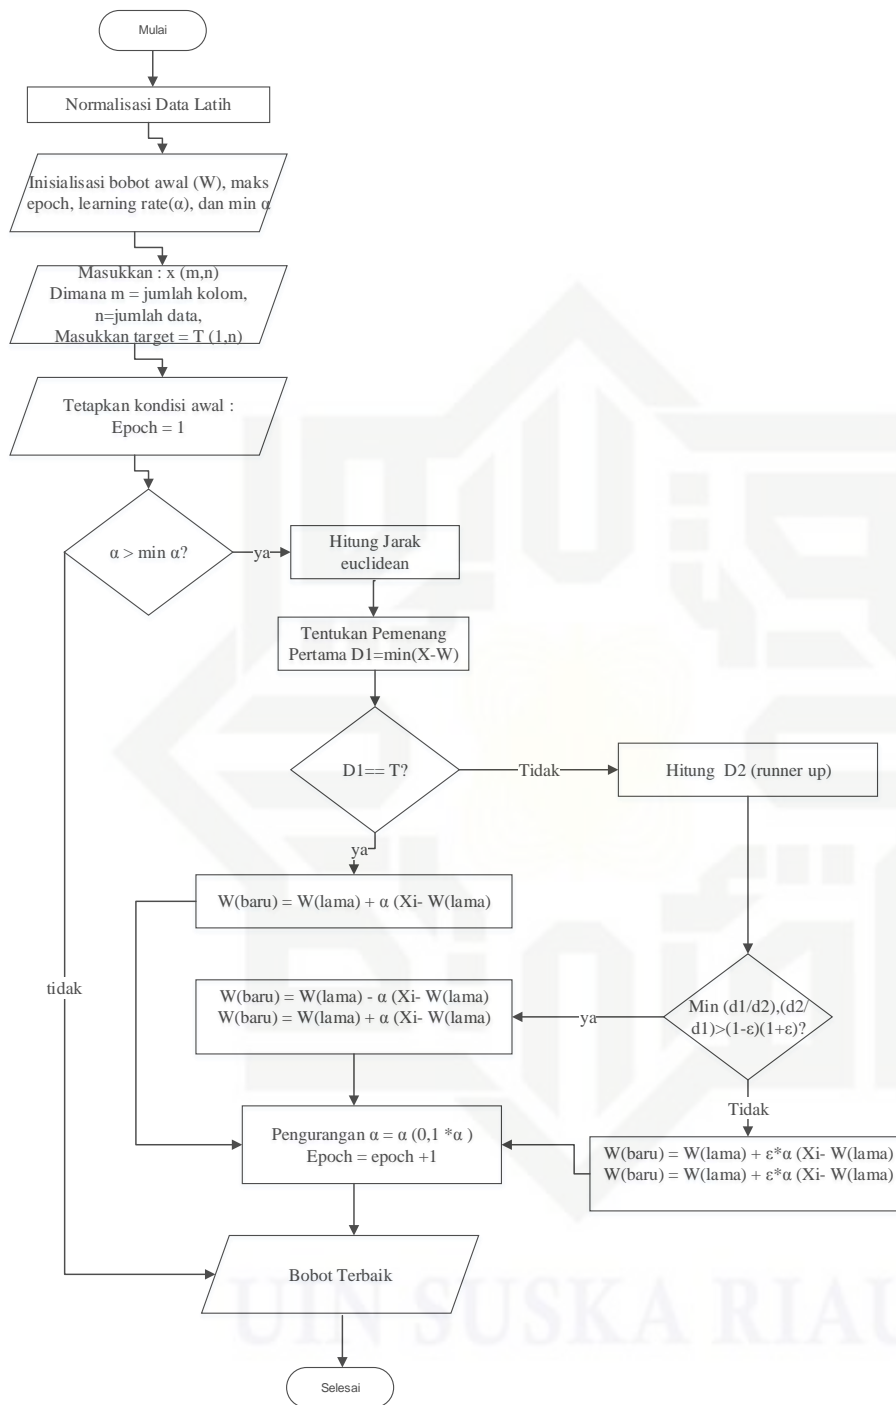 Mulai
Normalisasi Data Latih
Inisialisasi bobot awal (W), maks
epoch, learning rate(α), dan min α
Masukkan : x (m,n)
Dimana m = jumlah kolom,
n=jumlah data,
Masukkan target = T (1,n)
Tetapkan kondisi awal :
Epoch = 1
α > min α?
ya
Hitung Jarak
euclidean
Tentukan Pemenang
Pertama D1=min(X-W)
D1== T?
Tidak
Hitung D2 (runner up)
ya
W(baru) = W(lama) + α (Xi- W(lama)
tidak
W(baru) = W(lama) - α (Xi- W(lama)
W(baru) = W(lama) + α (Xi- W(lama)
ya
Min (d1/d2),(d2/
d1)>(1-ε)(1+ε)?
Tidak
Pengurangan α = α (0,1 *α )
Epoch = epoch +1
W(baru) = W(lama) + ε*α (Xi- W(lama)
W(baru) = W(lama) + ε*α (Xi- W(lama)
Bobot Terbaik
UIN SUSKA RIAU
Selesai